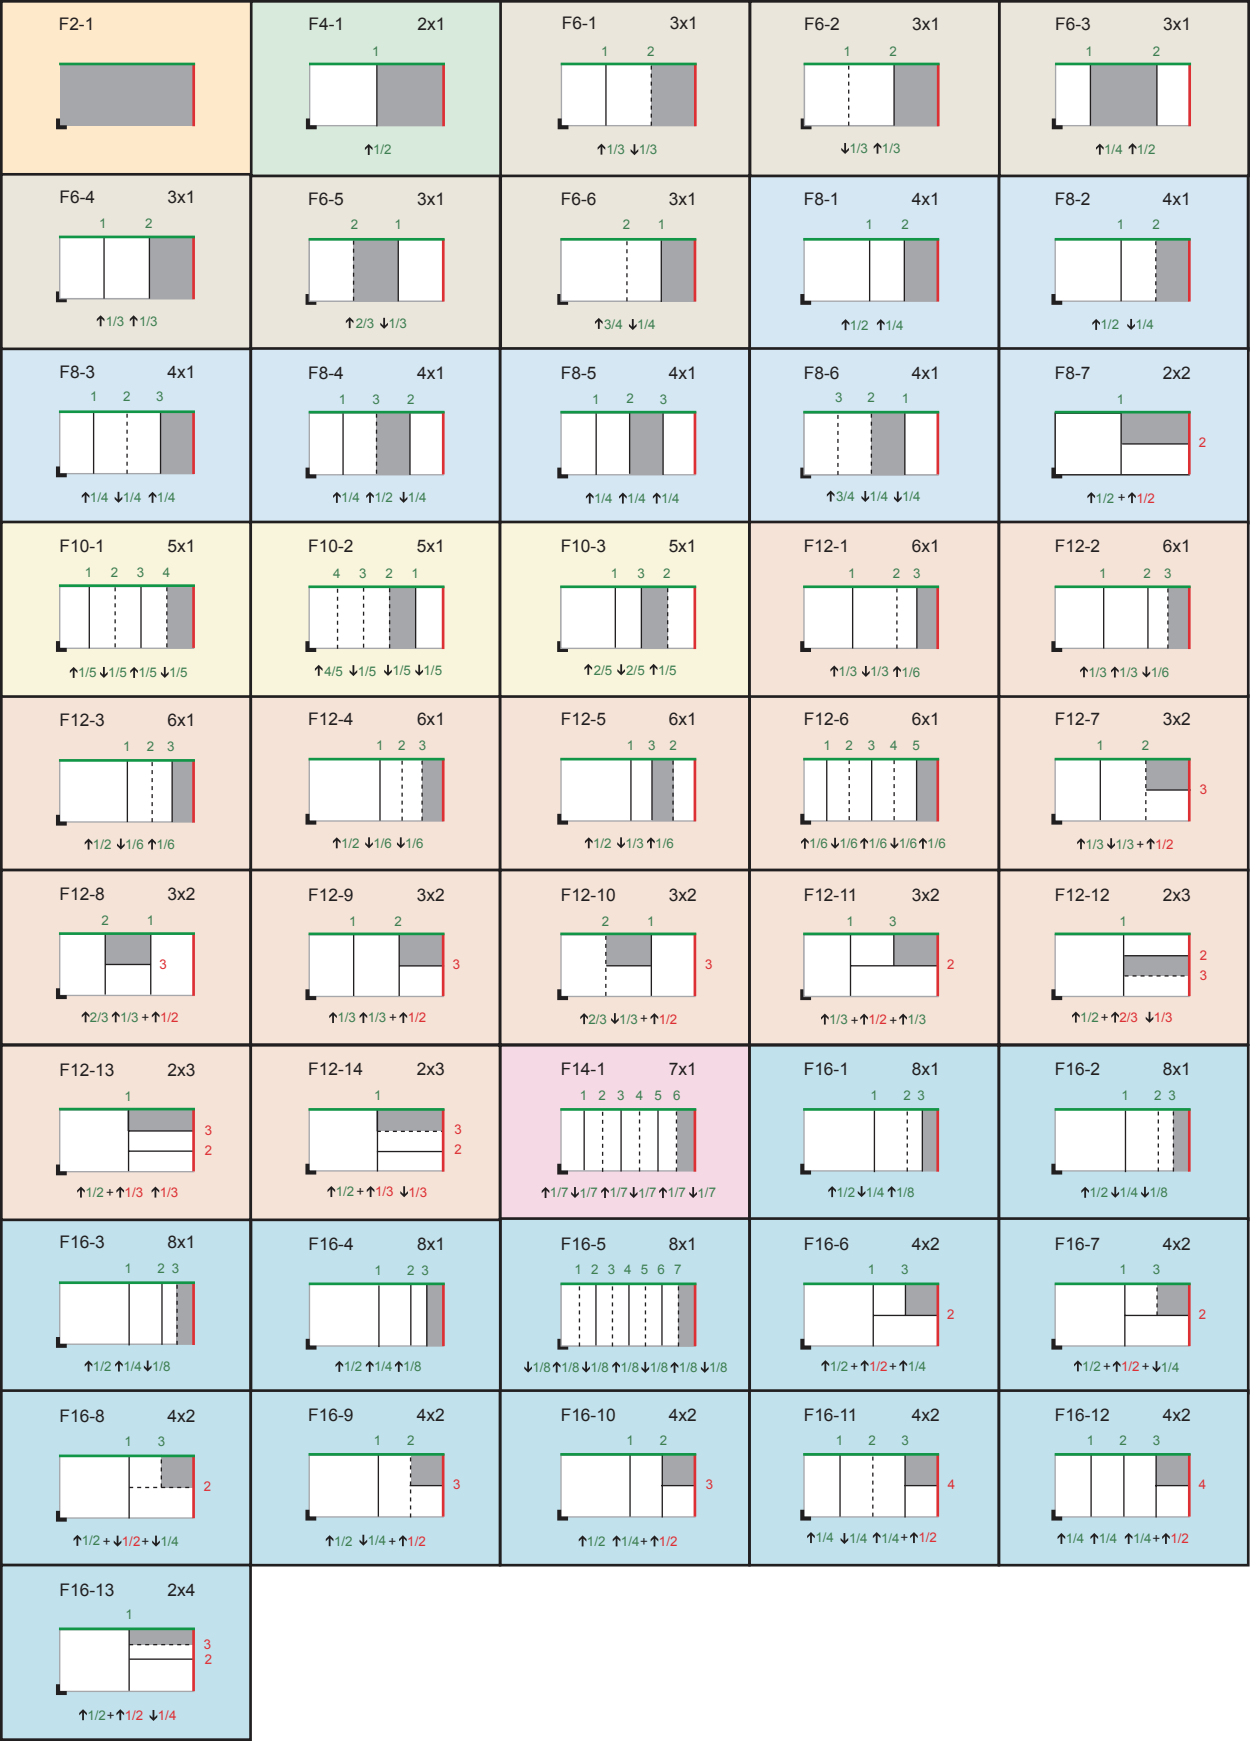 F2-1
F4-1 2x1
1
↑1/2
F6-1 3x1
1 2
↑1/3 ↓1/3
F6-2 3x1
1 2
↓1/3 ↑1/3
F6-3 3x1
1 2
↑1/4 ↑1/2
F6-4 3x1
1 2
↑1/3 ↑1/3
F6-5 3x1
2 1
↑2/3 ↓1/3
F6-6 3x1
2 1
↑3/4 ↓1/4
F8-1 4x1
1 2
↑1/2 ↑1/4
F8-2 4x1
1 2
↑1/2 ↓1/4
F8-3 4x1
1 2 3
↑1/4 ↓1/4 ↑1/4
F8-4 4x1
1 3 2
↑1/4 ↑1/2 ↓1/4
F8-5 4x1
1 2 3
↑1/4 ↑1/4 ↑1/4
F8-6 4x1
3 2 1
↑3/4 ↓1/4 ↓1/4
F8-7 2x2
1
2
↑1/2 +↑1/2
F10-1 5x1
1 2 3 4
↑1/5 ↓1/5 ↑1/5 ↓1/5
F10-2 5x1
4 3 2 1
↑4/5 ↓1/5 ↓1/5 ↓1/5
F10-3 5x1
1 3 2
↑2/5 ↓2/5 ↑1/5
F12-1 6x1
1 2 3
↑1/3 ↓1/3 ↑1/6
F12-2 6x1
1 2 3
↑1/3 ↑1/3 ↓1/6
F12-3 6x1
1 2 3
↑1/2 ↓1/6 ↑1/6
F12-4 6x1
1 2 3
↑1/2 ↓1/6 ↓1/6
F12-5 6x1
1 3 2
↑1/2 ↓1/3 ↑1/6
F12-6 6x1
1 2 3 4 5
↑1/6 ↓1/6 ↑1/6 ↓1/6 ↑1/6
F12-7 3x2
1 2
3
↑1/3 ↓1/3 +↑1/2
F12-8 3x2
2 1
3
↑2/3 ↑1/3 +↑1/2
F12-9 3x2
1 2
3
↑1/3 ↑1/3 +↑1/2
F12-10 3x2
2 1
3
↑2/3 ↓1/3 +↑1/2
F12-11 3x2
1 3
2
↑1/3 +↑1/2 +↑1/3
F12-12 2x3
1
2
3
↑1/2 +↑2/3 ↓1/3
F12-13 2x3
1
3
2
↑1/2 +↑1/3 ↑1/3
F12-14 2x3
1
3
2
↑1/2 +↑1/3 ↓1/3
F14-1 7x1
1 2 3 4 5 6
↑1/7 ↓1/7 ↑1/7 ↓1/7 ↑1/7 ↓1/7
F16-1 8x1
1 2 3
↑1/2 ↓1/4 ↑1/8
F16-2 8x1
1 2 3
↑1/2 ↓1/4 ↓1/8
F16-3 8x1
1 2 3
↑1/2 ↑1/4 ↓1/8
F16-4 8x1
1 2 3
↑1/2 ↑1/4 ↑1/8
F16-5 8x1
1 2 3 4 5 6 7
↓1/8 ↑1/8 ↓1/8 ↑1/8 ↓1/8 ↑1/8 ↓1/8
F16-6 4x2
1 3
2
↑1/2 +↑1/2 +↑1/4
F16-7 4x2
1 3
2
↑1/2 +↑1/2 +↓1/4
F16-8 4x2
1 3
2
↑1/2 +↓1/2 +↓1/4
F16-9 4x2
1 2
3
↑1/2 ↓1/4 +↑1/2
F16-10 4x2
1 2
3
↑1/2 ↑1/4 +↑1/2
F16-11 4x2
1 2 3
4
↑1/4 ↓1/4 ↑1/4 +↑1/2
F16-12 4x2
1 2 3
4
↑1/4 ↑1/4 ↑1/4 +↑1/2
F16-13 2x4
1
3
2
↑1/2 +↑1/2 ↓1/4